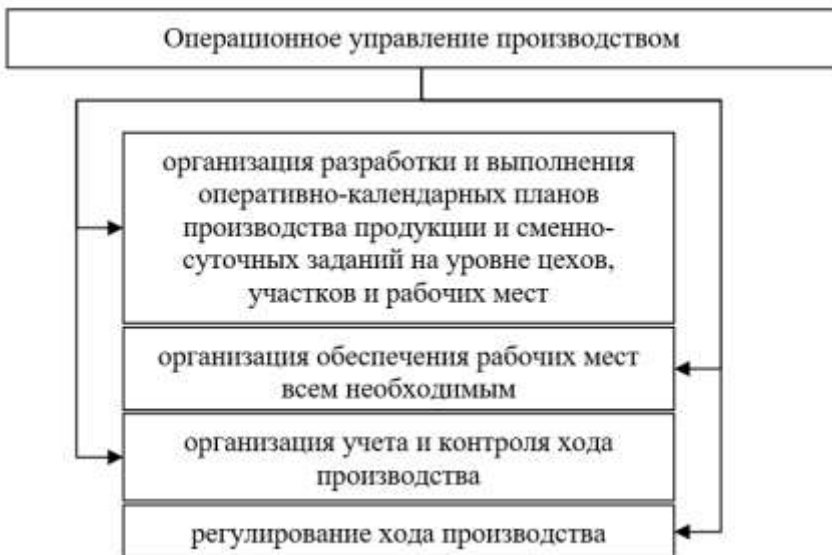 Операционное управление производством
организация разработки и выполнения
оперативно-календарных планов
производства продукции и сменно-
суточных заданий на уровне цехов,
участков и рабочих мест
организация обеспечения рабочих мест
всем необходимым
организация учета и контроля хода
производства
регулирование хода производства